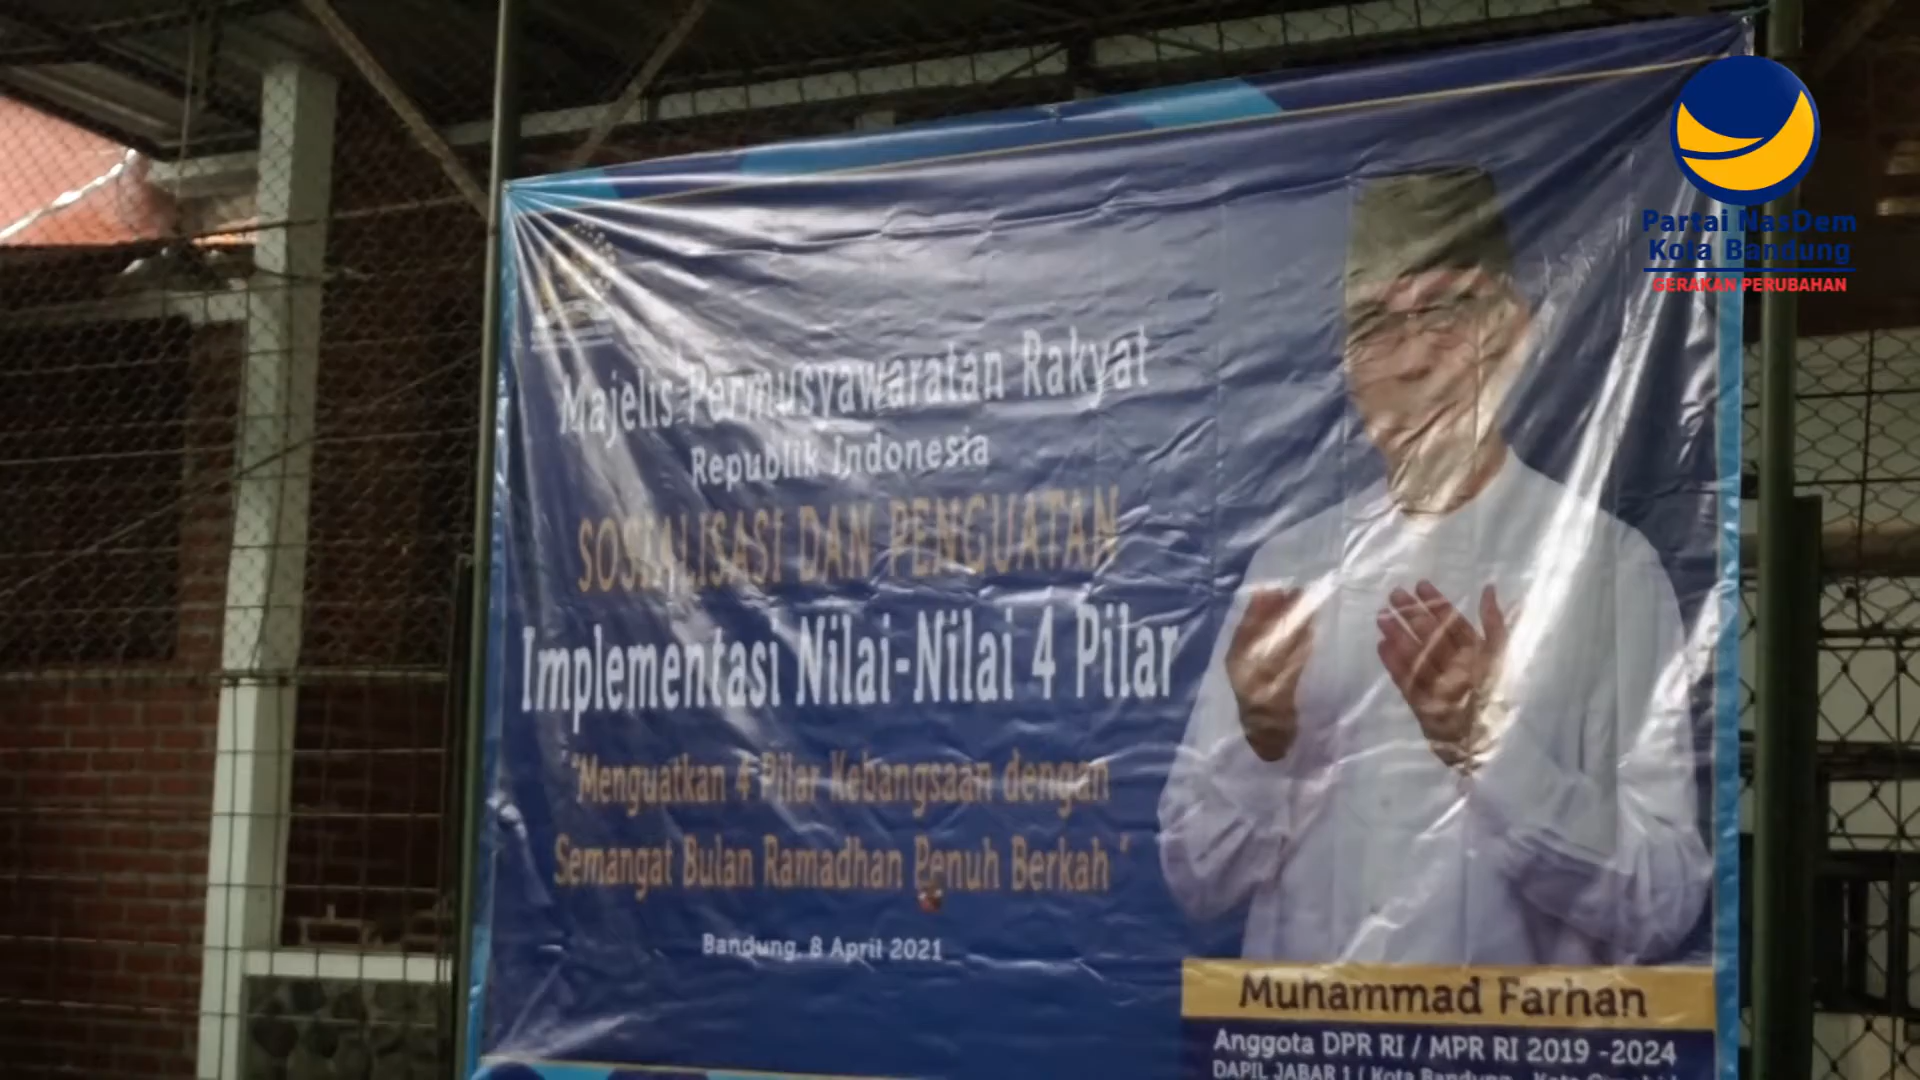 Partai NasDem
Kota Bandung
GERAKAN PERUBAHAN
Majelis Permusyawaratan Rakyat
Republik Indonesia
SOSIALISASI DAN PENGUATAN
Implementasi Nilai-Nilai 4 Pilar
"Menguatkan 4 Pilar Kebangsaan dengan
Semangat Bulan Ramadhan Penuh Berkah "
Bandung, 8 April 2021
Muhammad Farhan
Anggota DPR RI / MPR RI 2019 -2024
DAPIL JABAR 1 / Kota Bandung - Kota